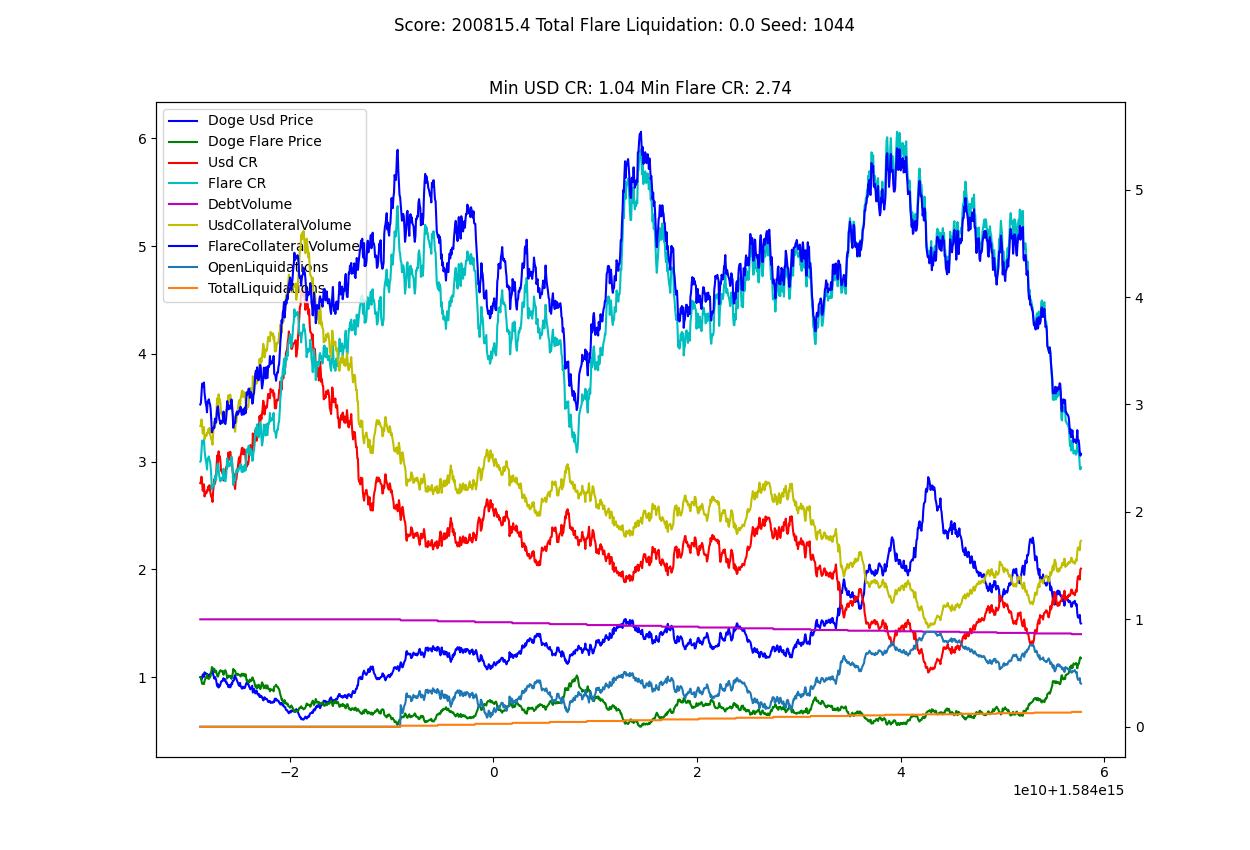 Score: 200815.4 Total Flare Liquidation: 0.0 Seed: 1044
Min USD CR: 1.04 Min Flare CR: 2.74
Doge Usd Price
Doge Flare Price
Usd CR
Flare CR
DebtVolume
UsdCollateralVolume
FlareCollateralVolume
OpenLiquidations
TotalLiquidations
6
5
4
3
2
1
5
4
3
2
1
0
−2
0
2
4
6
1e10+1.584e15